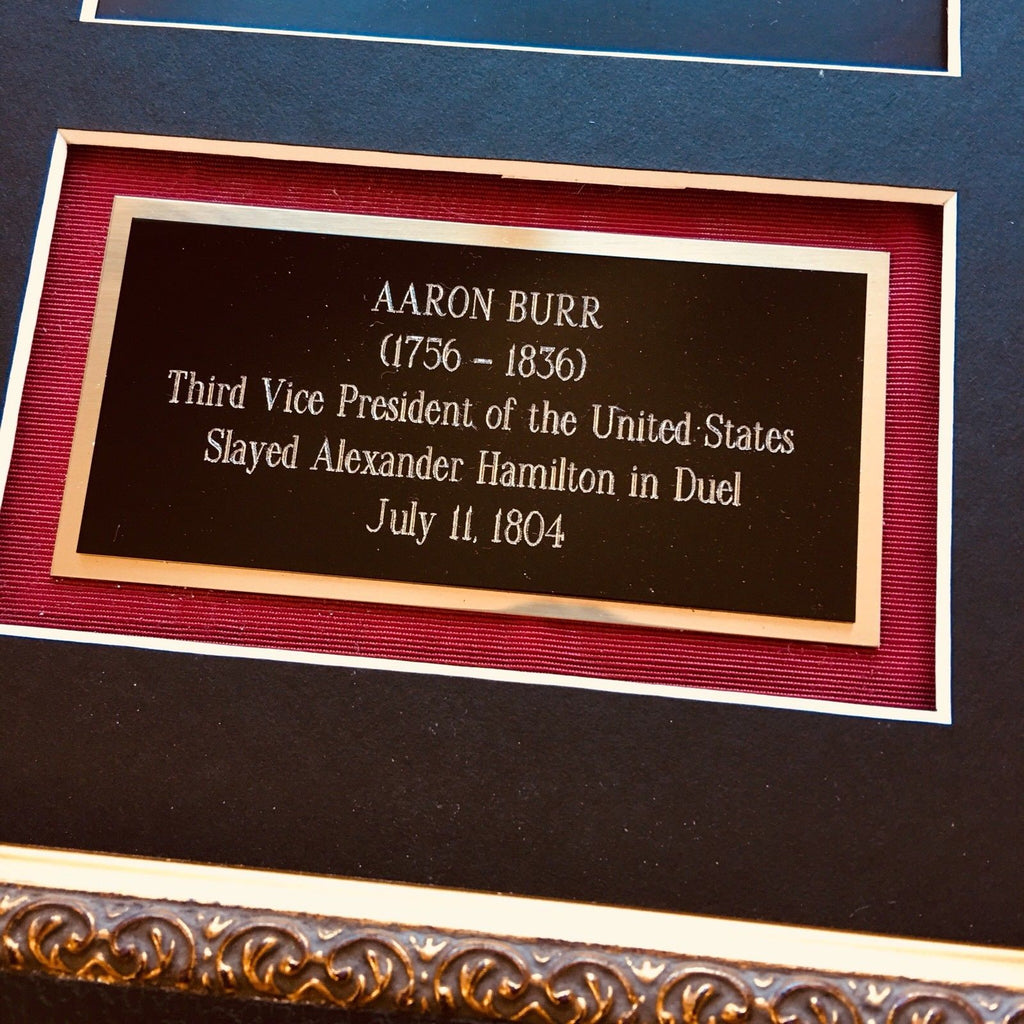 AARON BURR
(1756 – 1836)
Third Vice President of the United States
Slayed Alexander Hamilton in Duel
July 11, 1804